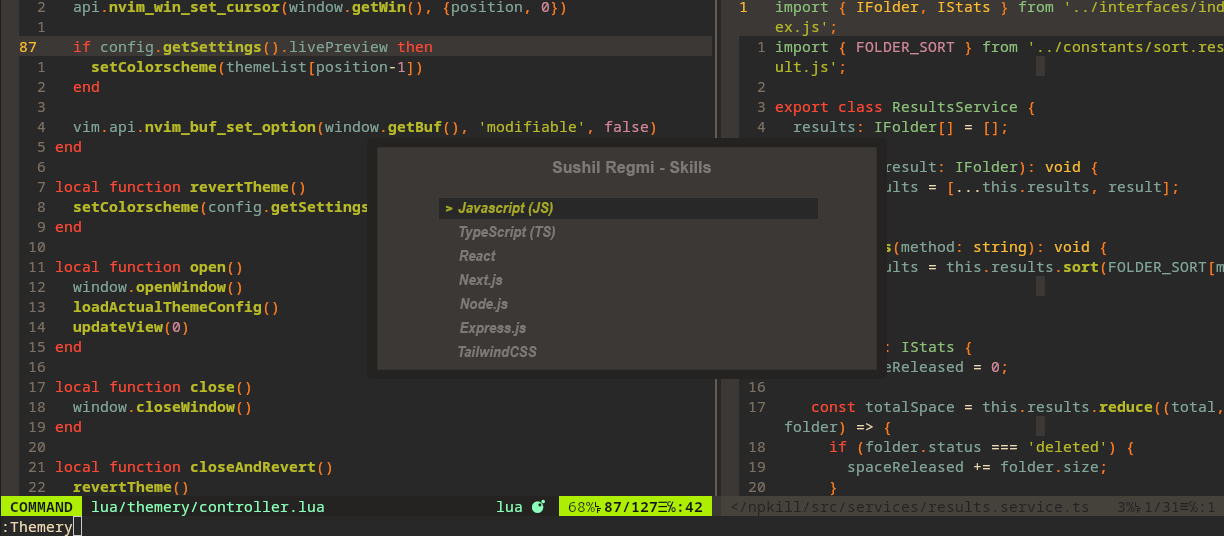 2 api.nvim_win_set_cursor(window.getWin(), {position, 0})
1
87 if config.getSettings().livePreview then
1 setColorscheme(themeList[position-1])
2 end
3
4 vim.api.nvim_buf_set_option(window.getBuf(), 'modifiable', false)
5 end
6
7 local function revertTheme()
8 setColorscheme(config.getSettings
9 end
10
11 local function open()
12 window.openWindow()
13 loadActualThemeConfig()
14 updateView(0)
15 end
16
17 local function close()
18 window.closeWindow()
19 end
20
21 local function closeAndRevert()
22 revertTheme()
COMMAND lua/themery/controller.lua lua 68% 87/127 %:42
:Themery
Sushil Regmi - Skills
> Javascript (JS)
TypeScript (TS)
React
Next.js
Node.js
Express.js
TailwindCSS
1 import { IFolder, IStats } from '../interfaces/ind
ex.js';
1 import { FOLDER_SORT } from '../constants/sort.res
ult.js';
2
3 export class ResultsService {
4 results: IFolder[] = [];
result: IFolder): void {
ults = [...this.results, result];
s(method: string): void {
ults = this.results.sort(FOLDER_SORT[m
: IStats {
eReleased = 0;
16
17 const totalSpace = this.results.reduce((total,
folder) => {
18 if (folder.status === 'deleted') {
19 spaceReleased += folder.size;
20 }
</npkill/src/services/results.service.ts 3% 1/31 %:1